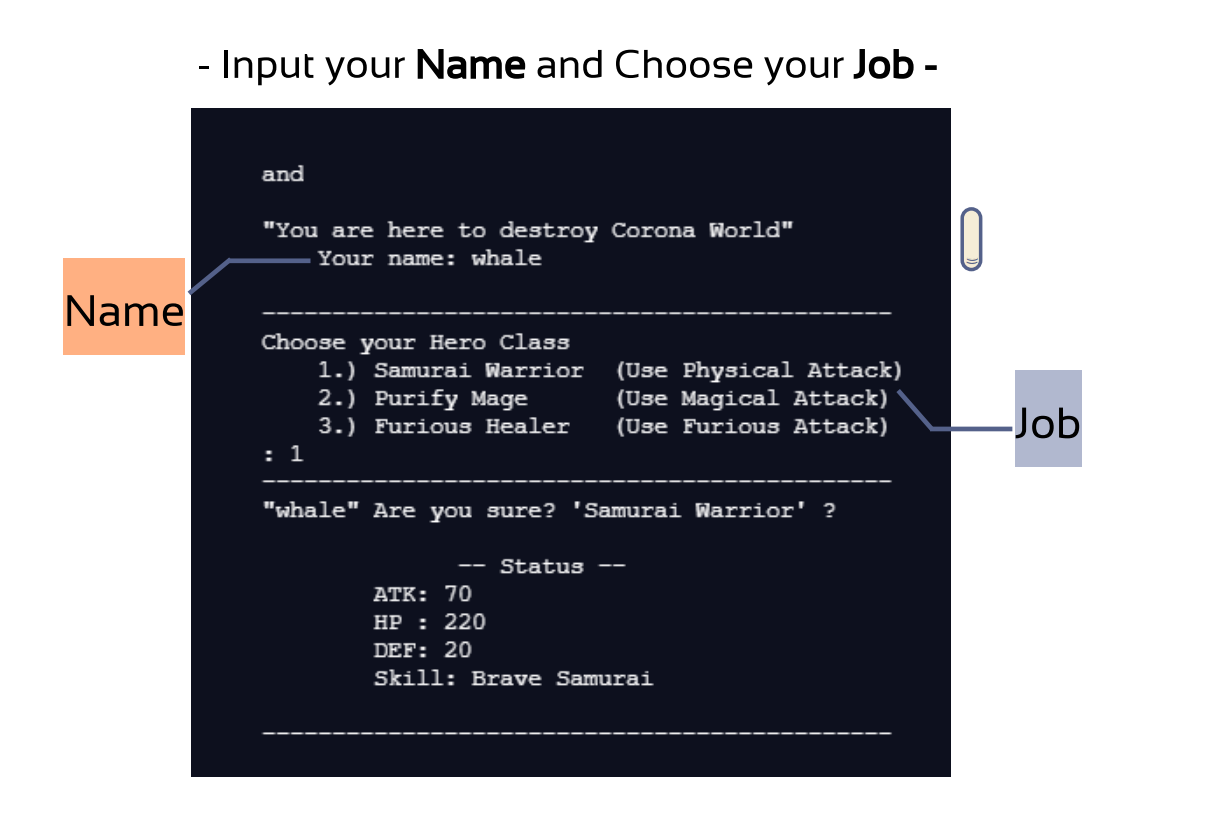 - Input your Name and Choose your Job -
and
"You are here to destroy Corona World"
Your name: whale
Name
---------------------------------------------
Choose your Hero Class
1.) Samurai Warrior (Use Physical Attack)
2.) Purify Mage (Use Magical Attack)
3.) Furious Healer (Use Furious Attack)
Job
: 1
---------------------------------------------
"whale" Are you sure? 'Samurai Warrior' ?
-- Status --
ATK: 70
HP : 220
DEF: 20
Skill: Brave Samurai
---------------------------------------------